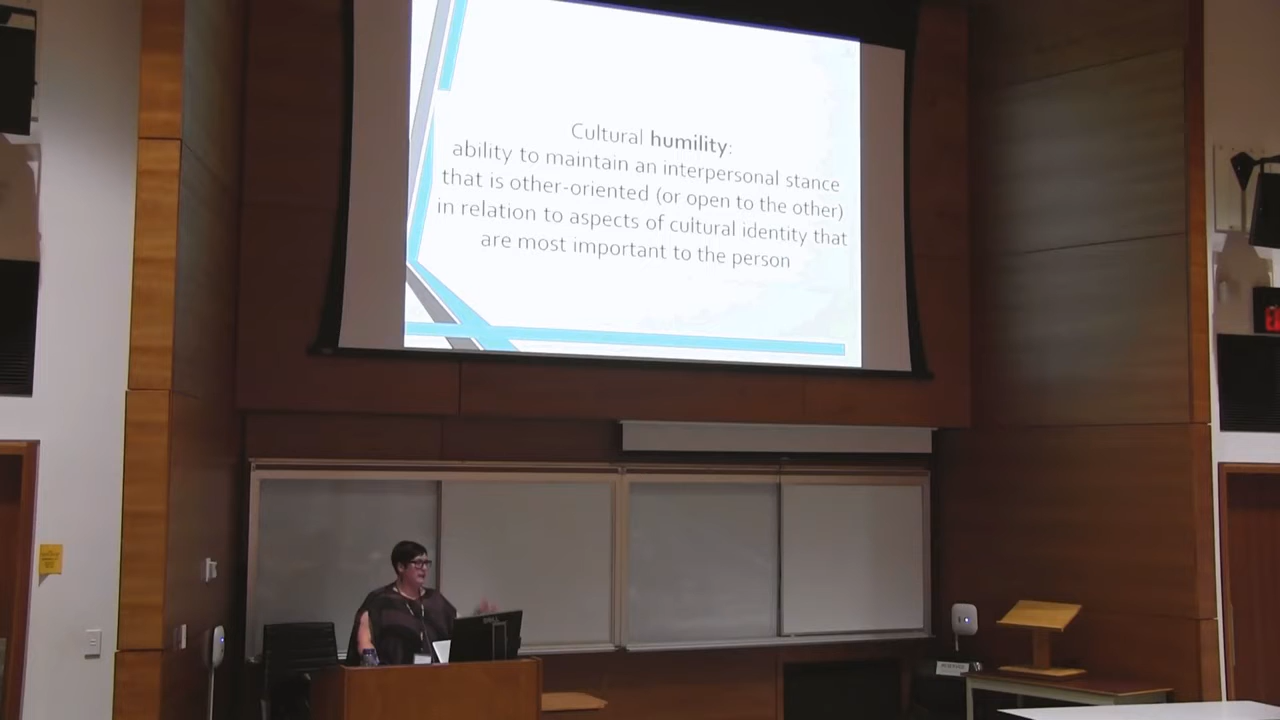 Cultural humility:
ability to maintain an interpersonal stance
that is other-oriented (or open to the other)
in relation to aspects of cultural identity that
are most important to the person